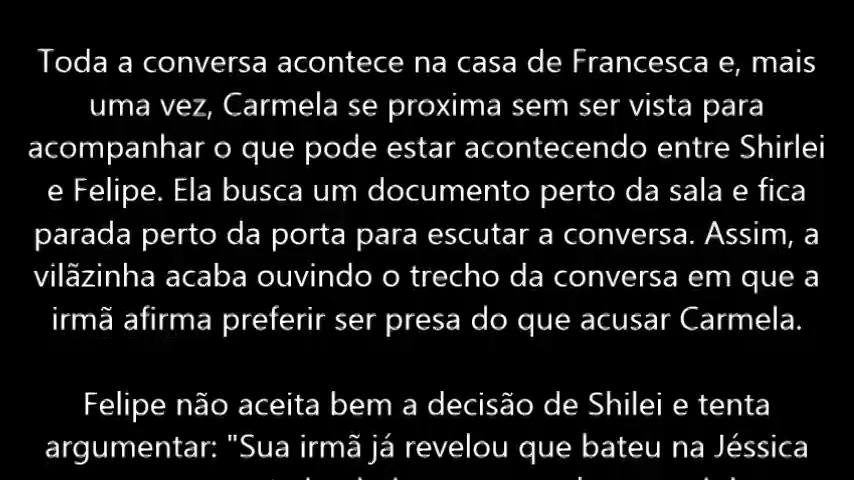 Toda a conversa acontece na casa de Francesca e, mais
uma vez, Carmela se proxima sem ser vista para
acompanhar o que pode estar acontecendo entre Shirlei
e Felipe. Ela busca um documento perto da sala e fica
parada perto da porta para escutar a conversa. Assim, a
vilãzinha acaba ouvindo o trecho da conversa em que a
irmã afirma preferir ser presa do que acusar Carmela.
Felipe não aceita bem a decisão de Shilei e tenta
argumentar: "Sua irmã já revelou que bateu na Jéssica